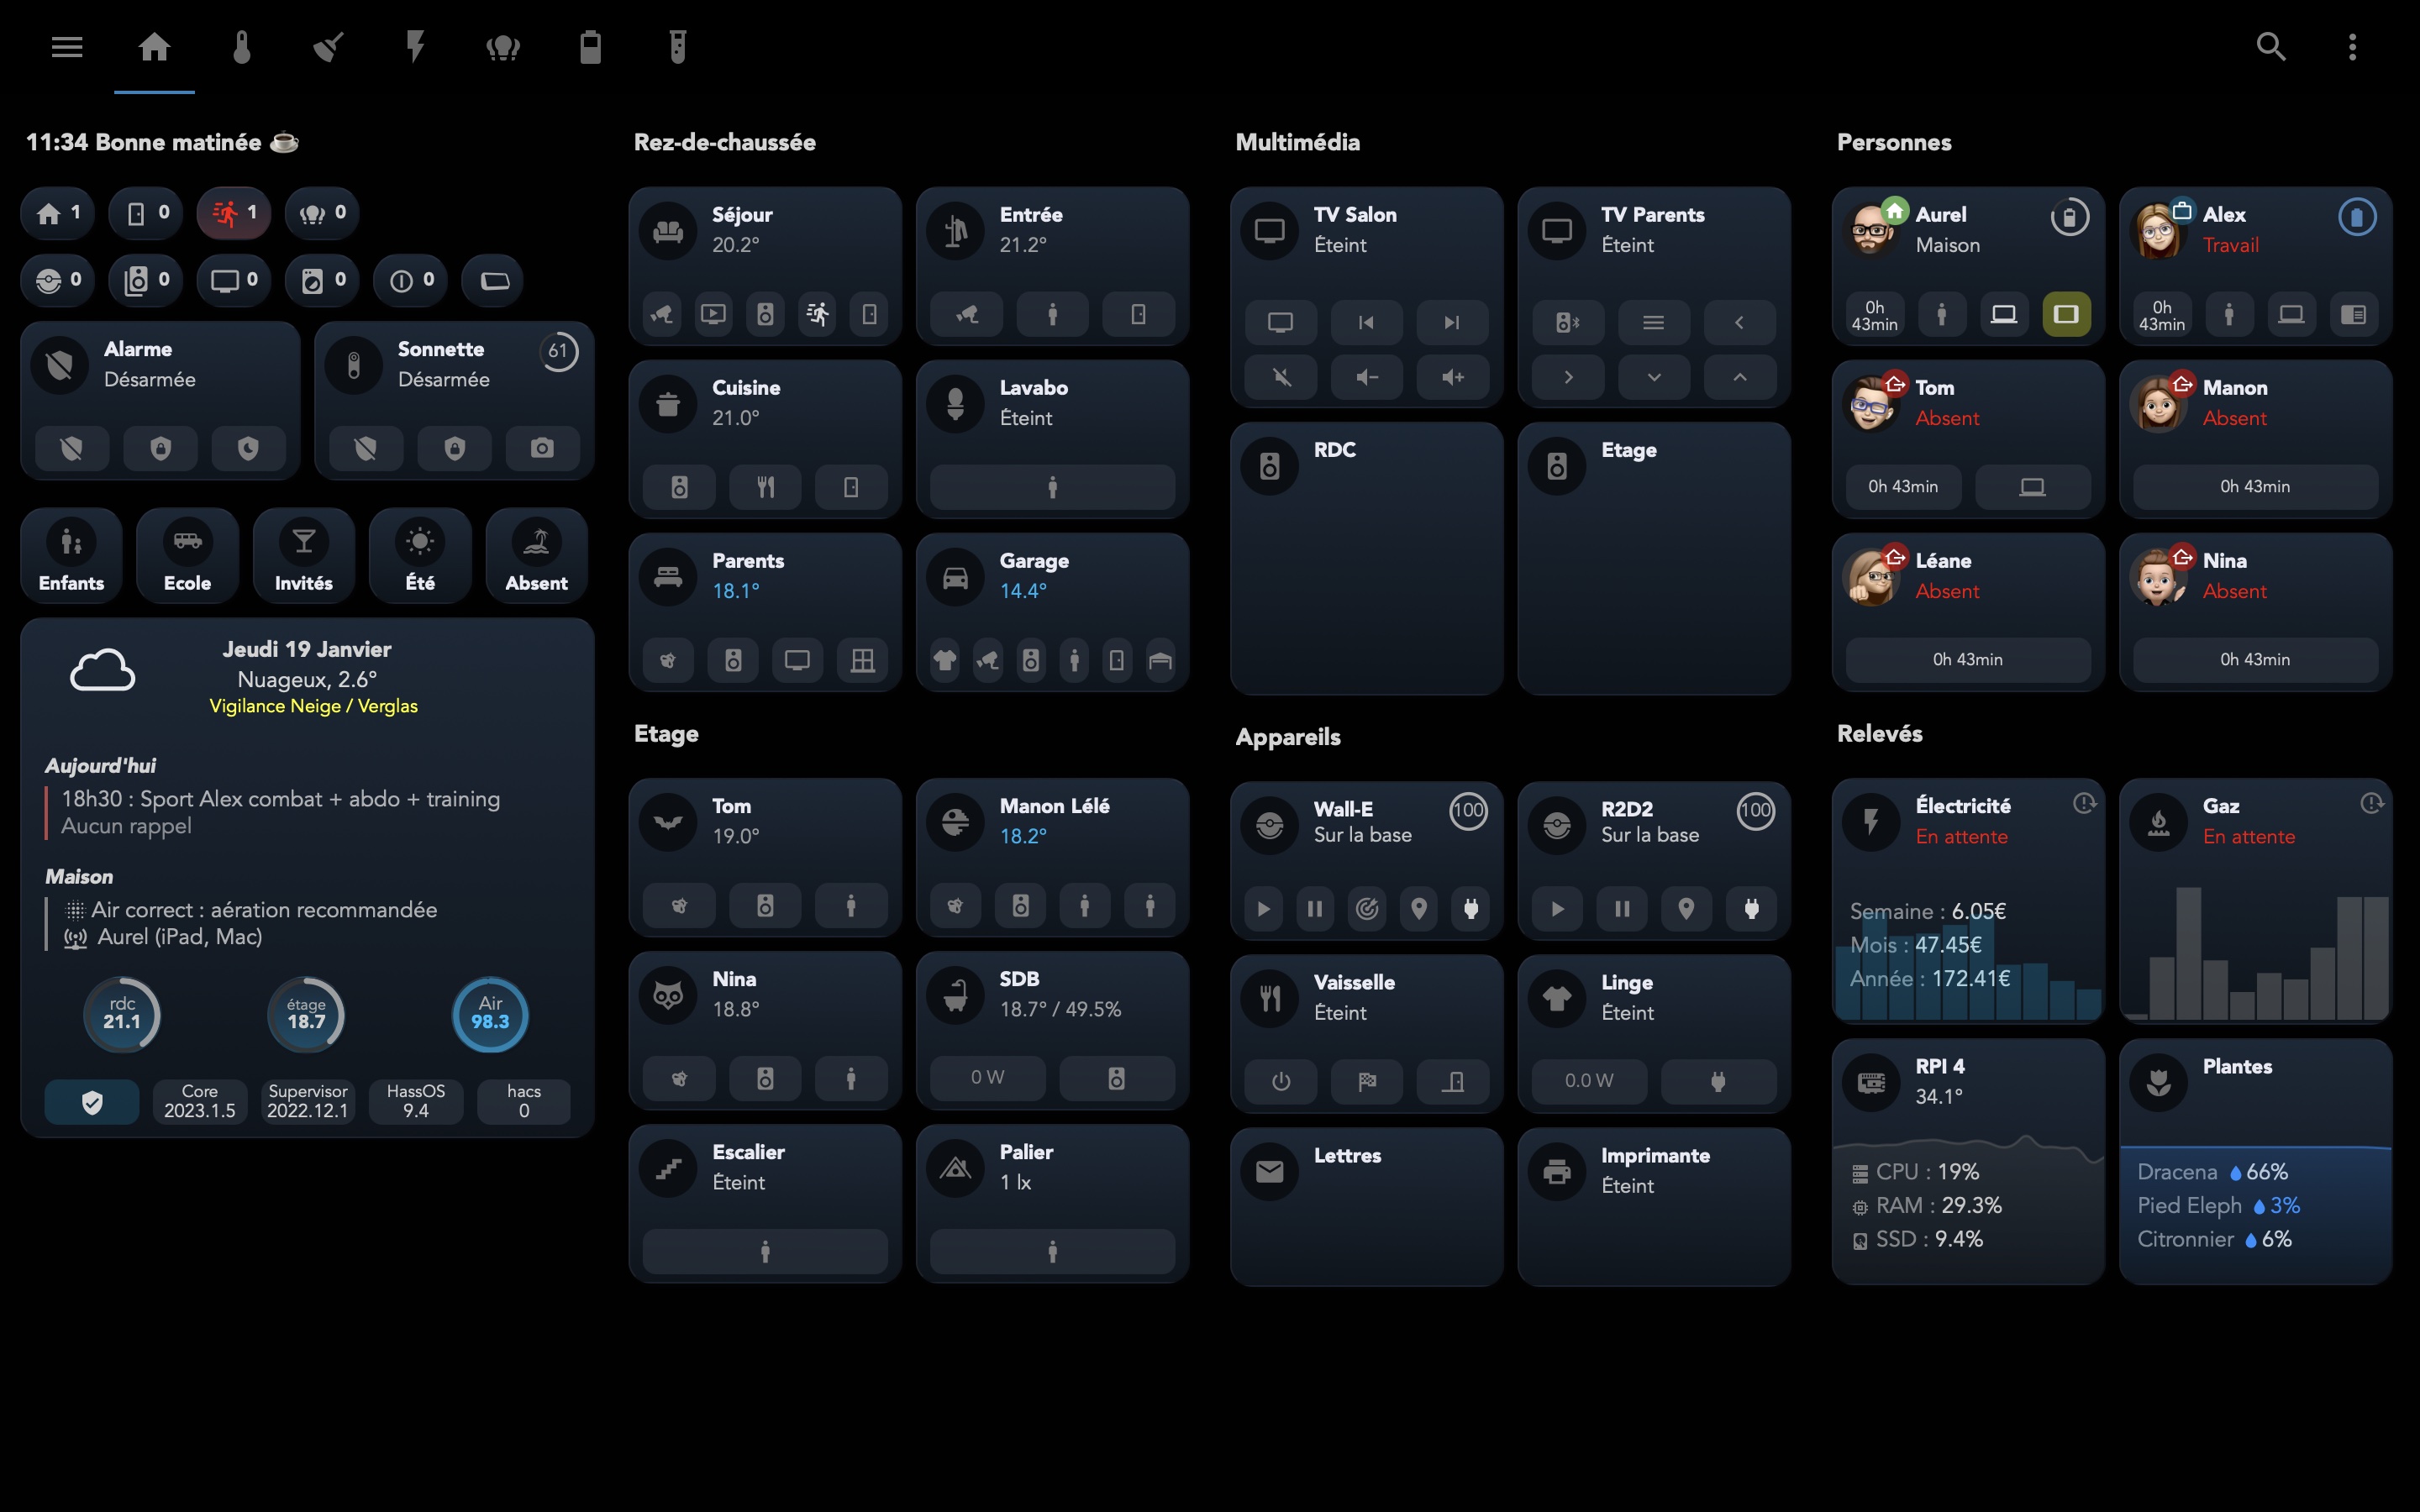 11:34 Bonne matinée ☕
1
0
1
0
0
0
0
0
0
Alarme
Désarmée
Sonnette
Désarmée
61
Enfants
Ecole
Invités
Été
Absent
Jeudi 19 Janvier
Nuageux, 2.6°
Vigilance Neige / Verglas
Aujourd'hui
18h30 : Sport Alex combat + abdo + training
Aucun rappel
Maison
Air correct : aération recommandée
Aurel (iPad, Mac)
rdc
21.1
étage
18.7
Air
98.3
Core
2023.1.5
Supervisor
2022.12.1
HassOS
9.4
hacs
0
Rez-de-chaussée
Séjour
20.2°
Entrée
21.2°
Cuisine
21.0°
Lavabo
Éteint
Parents
18.1°
Garage
14.4°
Etage
Tom
19.0°
Manon Lélé
18.2°
Nina
18.8°
SDB
18.7° / 49.5%
0 W
Escalier
Éteint
Palier
1 lx
Multimédia
TV Salon
Éteint
TV Parents
Éteint
RDC
Etage
Appareils
Wall-E
Sur la base
100
R2D2
Sur la base
100
Vaisselle
Éteint
Linge
Éteint
0.0 W
Lettres
Imprimante
Éteint
Personnes
Aurel
Maison
0h
43min
Alex
Travail
0h
43min
Tom
Absent
0h 43min
Manon
Absent
0h 43min
Léane
Absent
0h 43min
Nina
Absent
0h 43min
Relevés
Électricité
En attente
Semaine : 6.05€
Mois : 47.45€
Année : 172.41€
Gaz
En attente
RPI 4
34.1°
CPU : 19%
RAM : 29.3%
SSD : 9.4%
Plantes
Dracena 66%
Pied Eleph 3%
Citronnier 6%